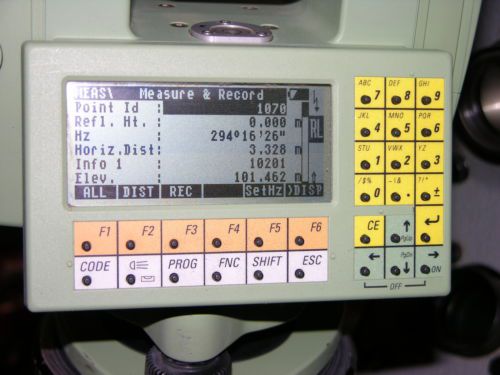 MEAS\ Measure & Record
Point Id : 1070
Refl. Ht. : 0.000 m
Hz : 294°16'26"
Horiz.Dist: 3.328 m
Info 1 : 10201
Elev. : 101.462 m
RL
ALL DIST REC SetHz >DISP
F1 F2 F3 F4 F5 F6
CODE PROG FNC SHIFT ESC
ABC DEF GHI
7 8 9
JKL MNO PQR
4 5 6
STU VWX YZ
1 2 3
/$% -!& ?/*
0 . ±
CE ↑ PgUp ↵
← PgDn ↓ → ON
OFF